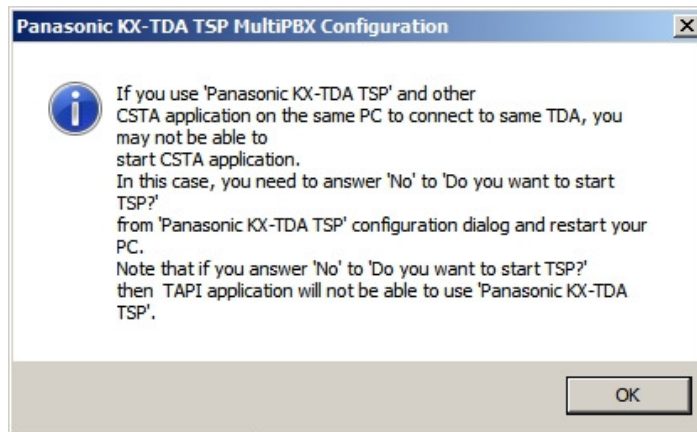 Panasonic KX-TDA TSP MultiPBX Configuration
If you use 'Panasonic KX-TDA TSP' and other
CSTA application on the same PC to connect to same TDA, you
may not be able to
start CSTA application.
In this case, you need to answer 'No' to 'Do you want to start
TSP?'
from 'Panasonic KX-TDA TSP' configuration dialog and restart your
PC.
Note that if you answer 'No' to 'Do you want to start TSP?'
then  TAPI application will not be able to use 'Panasonic KX-TDA
TSP'.
OK